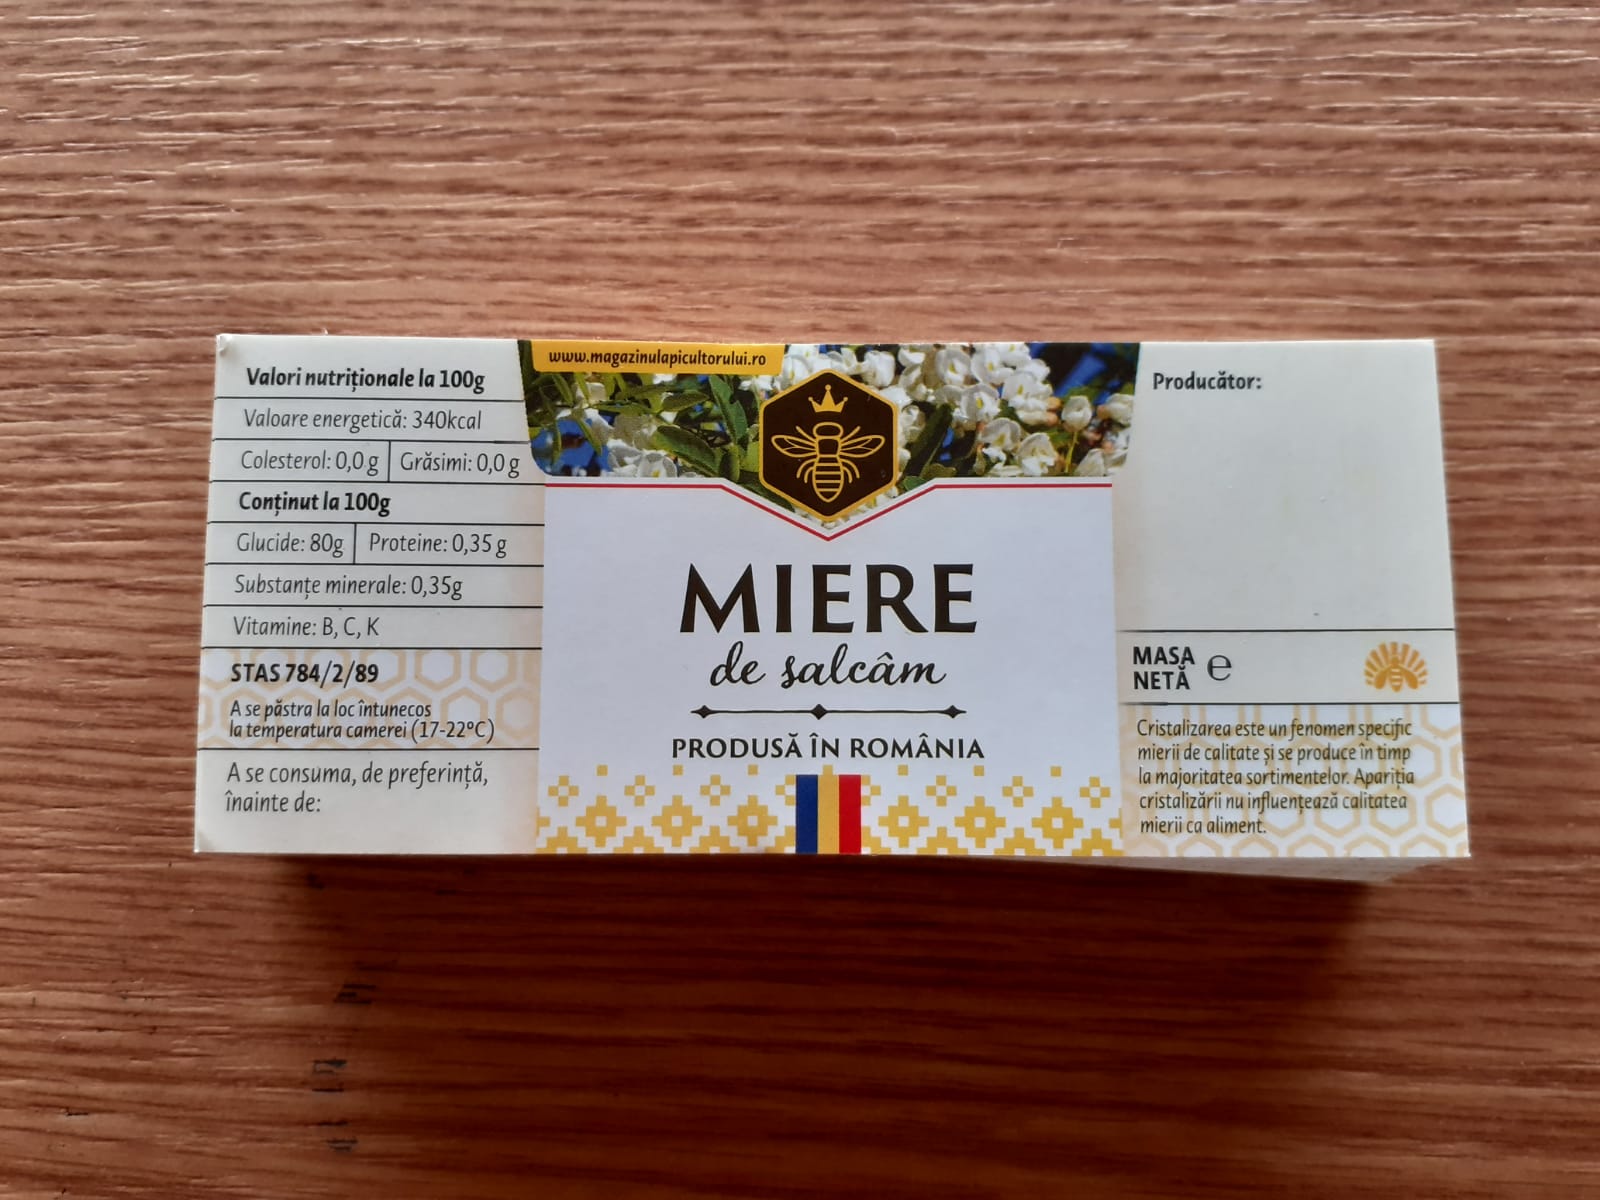 Valori nutriționale la 100g
Valoare energetică: 340kcal
Colesterol: 0,0 g Grăsimi: 0,0 g
Conținut la 100g
Glucide: 80g Proteine: 0,35 g
Substanțe minerale: 0,35g
Vitamine: B, C, K
STAS 784/2/89
A se păstra la loc întunecos
la temperatura camerei (17-22°C)
A se consuma, de preferință,
înainte de:
www.magazinulapicultorului.ro
MIERE
de salcâm
PRODUSĂ ÎN ROMÂNIA
Producător:
MASA
NETĂ ℮
Cristalizarea este un fenomen specific
mierii de calitate și se produce în timp
la majoritatea sortimentelor. Apariția
cristalizării nu influențează calitatea
mierii ca aliment.